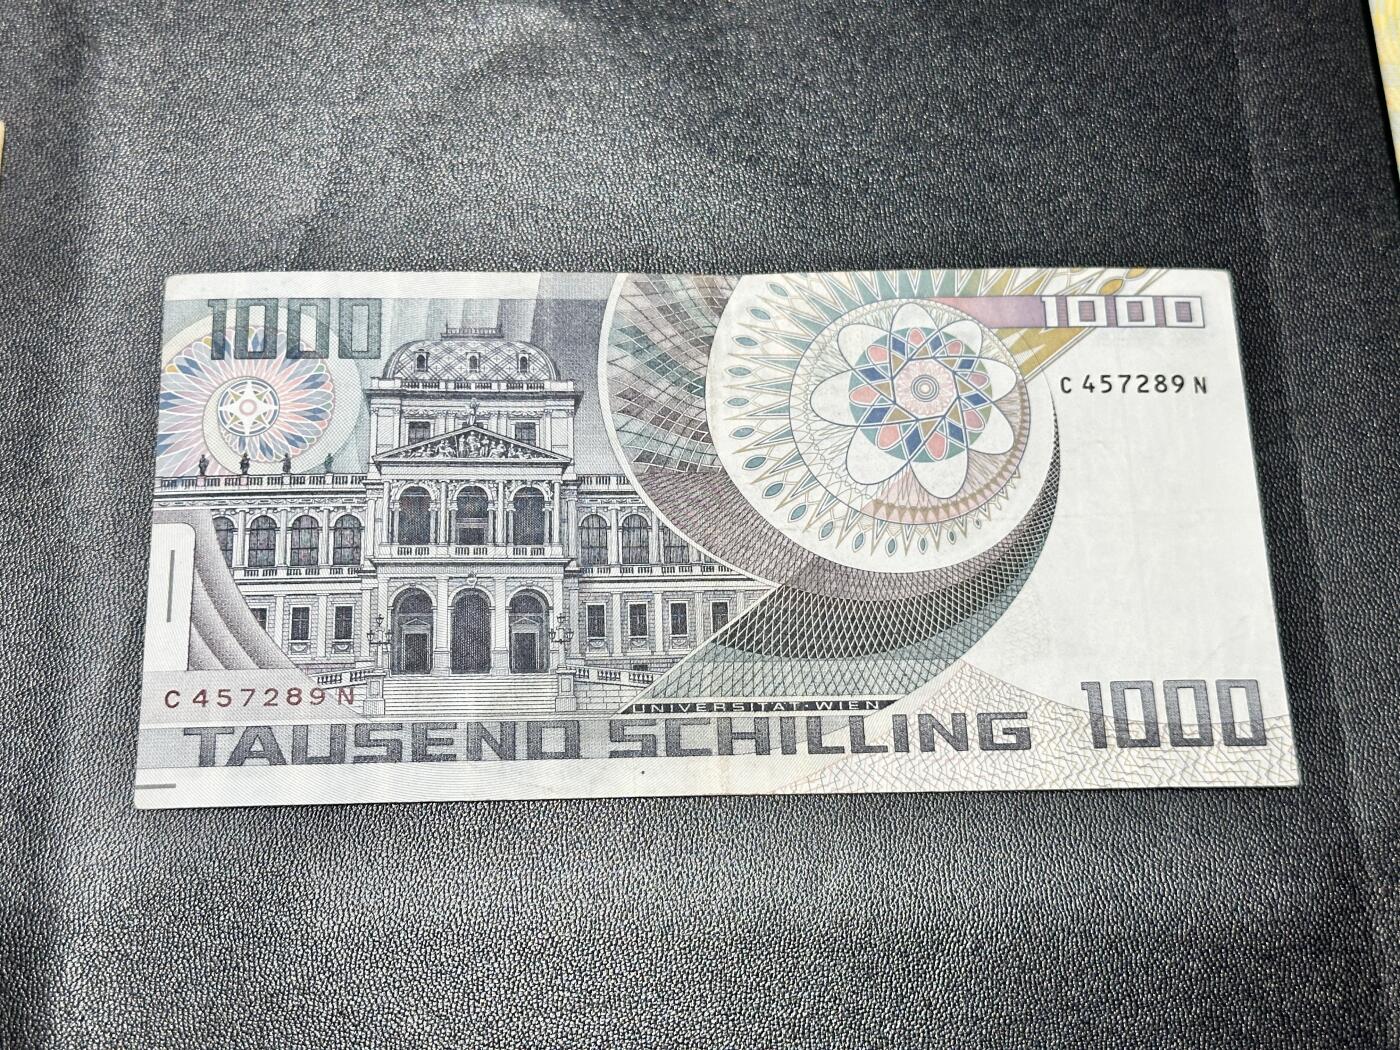 1000
1000
C 457289 N
C 457289 N
UNIVERSITÄT·WIEN
TAUSEND SCHILLING
1000